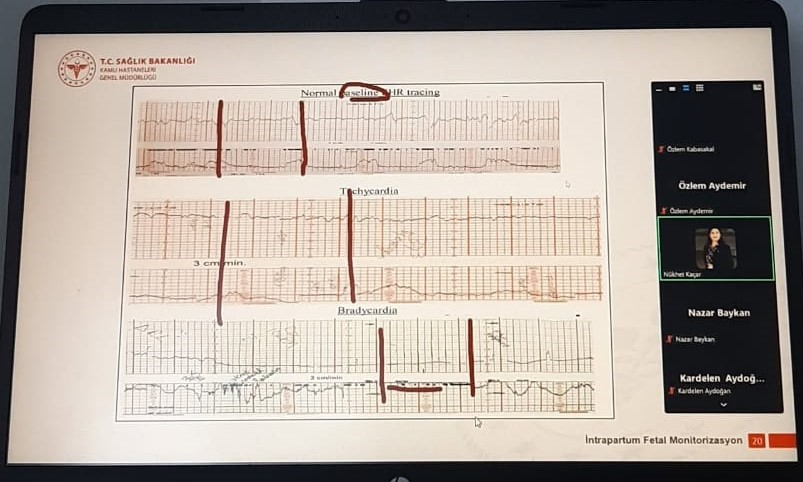 T.C. SAĞLIK BAKANLIĞI
KAMU HASTANELERİ
GENEL MÜDÜRLÜĞÜ
Normal baseline FHR tracing
Tachycardia
3 cm/min.
Bradycardia
3 cm/min
Özlem Kabasakal
Özlem Aydemir
Özlem Aydemir
Nükhet Kaçar
Nazar Baykan
Nazar Baykan
Kardelen Aydoğ...
Kardelen Aydoğan
İntrapartum Fetal Monitorizasyon 20